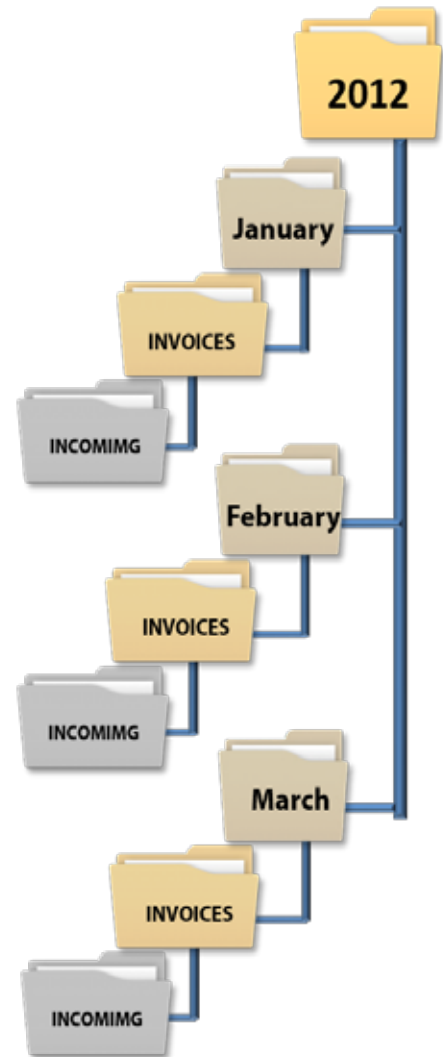 2012
January
INVOICES
INCOMIMG
February
INVOICES
INCOMIMG
March
INVOICES
INCOMIMG